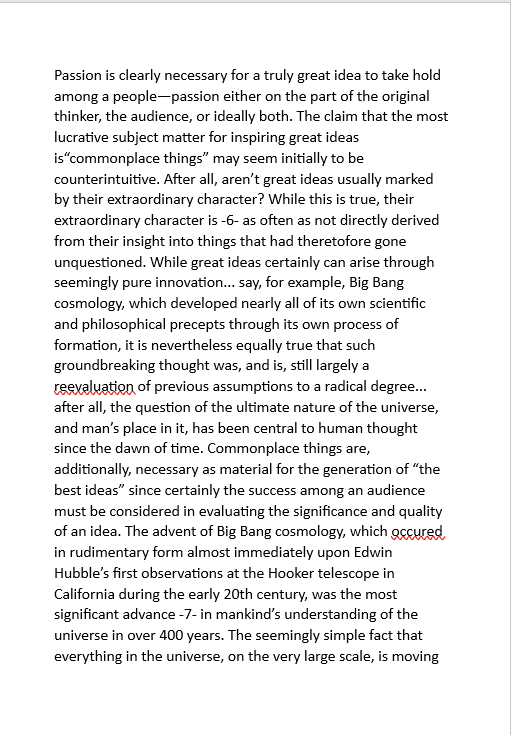 Passion is clearly necessary for a truly great idea to take hold
among a people—passion either on the part of the original
thinker, the audience, or ideally both. The claim that the most
lucrative subject matter for inspiring great ideas
is“commonplace things” may seem initially to be
counterintuitive. After all, aren’t great ideas usually marked
by their extraordinary character? While this is true, their
extraordinary character is -6- as often as not directly derived
from their insight into things that had theretofore gone
unquestioned. While great ideas certainly can arise through
seemingly pure innovation... say, for example, Big Bang
cosmology, which developed nearly all of its own scientific
and philosophical precepts through its own process of
formation, it is nevertheless equally true that such
groundbreaking thought was, and is, still largely a
reevaluation of previous assumptions to a radical degree...
after all, the question of the ultimate nature of the universe,
and man’s place in it, has been central to human thought
since the dawn of time. Commonplace things are,
additionally, necessary as material for the generation of “the
best ideas” since certainly the success among an audience
must be considered in evaluating the significance and quality
of an idea. The advent of Big Bang cosmology, which occured
in rudimentary form almost immediately upon Edwin
Hubble’s first observations at the Hooker telescope in
California during the early 20th century, was the most
significant advance -7- in mankind’s understanding of the
universe in over 400 years. The seemingly simple fact that
everything in the universe, on the very large scale, is moving